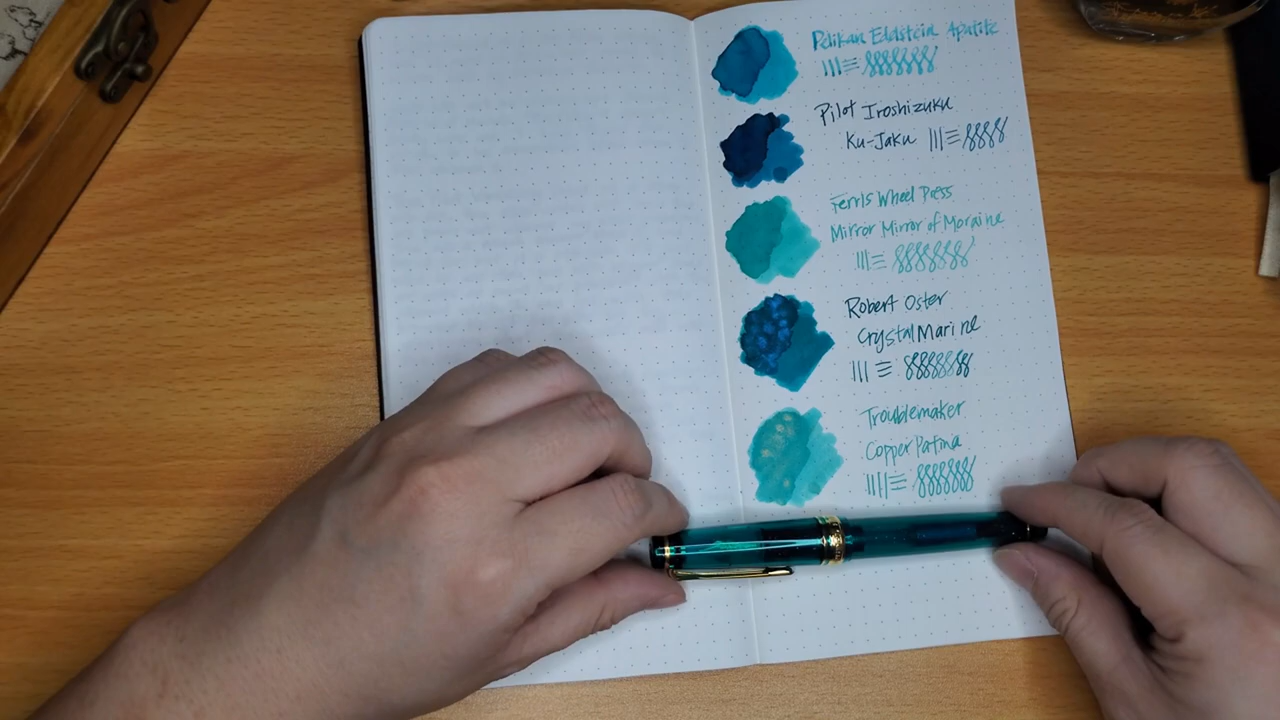 Pelikan Edelstein Apatite
Pilot Iroshizuku
Ku-Jaku
Ferris Wheel Press
Mirror Mirror of Moraine
Robert Oster
Crystal Marine
Troublemaker
Copper Patina